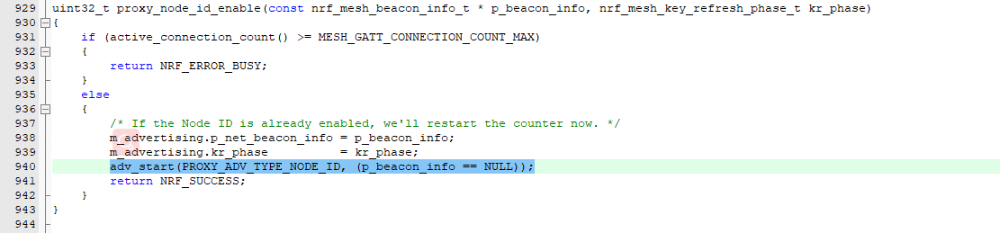 929 uint32_t proxy_node_id_enable(const nrf_mesh_beacon_info_t * p_beacon_info, nrf_mesh_key_refresh_phase_t kr_phase)
930 {
931     if (active_connection_count() >= MESH_GATT_CONNECTION_COUNT_MAX)
932     {
933         return NRF_ERROR_BUSY;
934     }
935     else
936     {
937         /* If the Node ID is already enabled, we'll restart the counter now. */
938         m_advertising.p_net_beacon_info = p_beacon_info;
939         m_advertising.kr_phase          = kr_phase;
940         adv_start(PROXY_ADV_TYPE_NODE_ID, (p_beacon_info == NULL));
941         return NRF_SUCCESS;
942     }
943 }
944